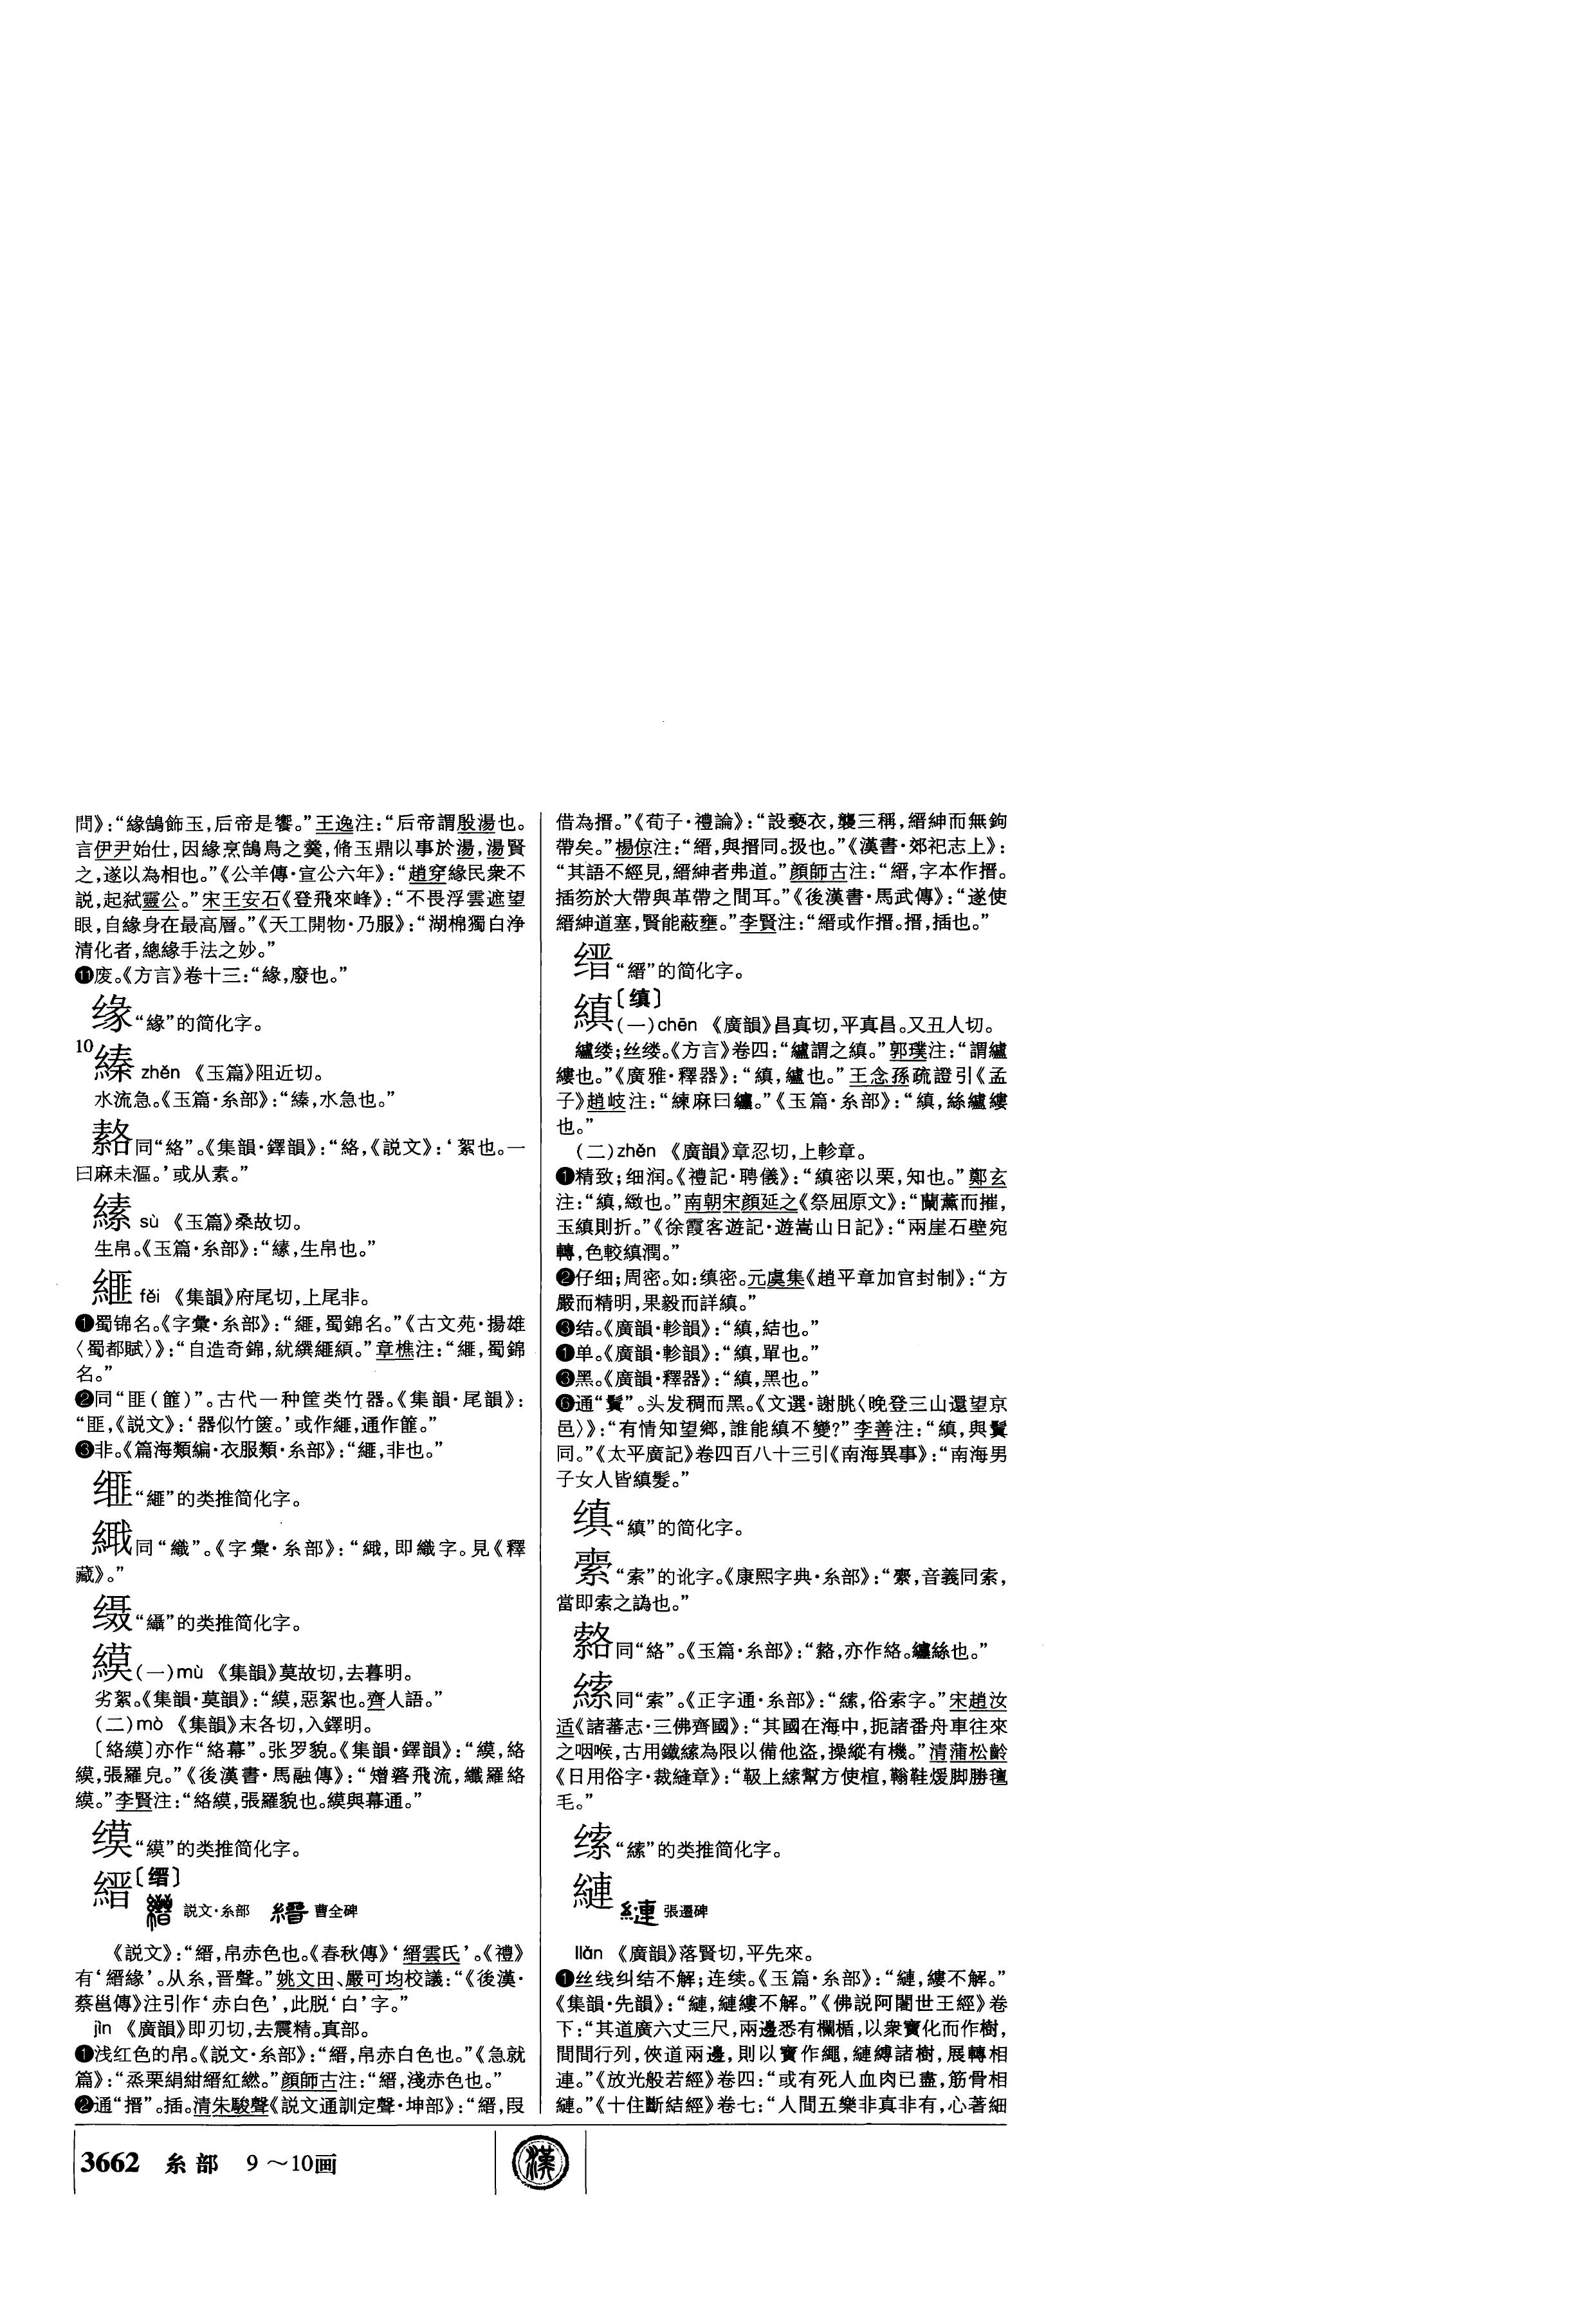 問》：“緣鵠飾玉，后帝是饗。”王逸注：“后帝謂殷湯也。
言伊尹始仕，因緣烹鵠鳥之羹，脩玉鼎以事於湯，湯賢
之，遂以為相也。”《公羊傳·宣公六年》：“趙穿緣民衆不
説，起弑靈公。”宋王安石《登飛來峰》：“不畏浮雲遮望
眼，自緣身在最高層。”《天工開物·乃服》：“湖棉獨白净
清化者，總緣手法之妙。”
⓫废。《方言》卷十三：“緣，廢也。”
缘“緣”的简化字。
10
縥 zhěn 《玉篇》阻近切。
水流急。《玉篇·糸部》：“縥，水急也。”
同“絡”。《集韻·鐸韻》：“絡，《説文》：‘絮也。一
曰麻未漚。’或从素。”
縤 sù 《玉篇》桑故切。
生帛。《玉篇·糸部》：“縤，生帛也。”
緋 fěi 《集韻》府尾切，上尾非。
❶蜀锦名。《字彙·糸部》：“，蜀錦名。”《古文苑·揚雄
〈蜀都賦〉》：“自造奇錦，紌䋺䌦䋶。”章樵注：“，蜀錦
名。”
❷同“匪（篚）”。古代一种筐类竹器。《集韻·尾韻》：
“匪，《説文》：‘器似竹篋。’或作，通作篚。”
❸非。《篇海類編·衣服類·糸部》：“，非也。”
“”的类推简化字。
同“織”。《字彙·糸部》：“，即織字。見《釋
藏》。”
“䌰”的类推简化字。
縸（一）mù 《集韻》莫故切，去暮明。
劣絮。《集韻·莫韻》：“縸，惡絮也。齊人語。”
（二）mò 《集韻》末各切，入鐸明。
〔絡縸〕亦作“絡幕”。张罗貌。《集韻·鐸韻》：“縸，絡
縸，張羅皃。”《後漢書·馬融傳》：“矰碆飛流，纖羅絡
縸。”李賢注：“絡縸，張羅貌也。縸與幕通。”
“縸”的类推简化字。
縉〔缙〕
説文·糸部 曹全碑
《説文》：“縉，帛赤色也。《春秋傳》‘縉雲氏’。《禮》
有‘縉緣’。从糸，晋聲。”姚文田、嚴可均校議：“《後漢·
蔡邕傳》注引作‘赤白色’，此脱‘白’字。”
jìn 《廣韻》即刃切，去震精。真部。
❶浅红色的帛。《説文·糸部》：“縉，帛赤白色也。”《急就
篇》：“烝栗絹紺縉紅繎。”顔師古注：“縉，淺赤色也。”
❷通“搢”。插。清朱駿聲《説文通訓定聲·坤部》：“縉，叚
借為搢。”《荀子·禮論》：“設褻衣，襲三稱，縉紳而無鉤
帶矣。”楊倞注：“縉，與搢同。扱也。”《漢書·郊祀志上》：
“其語不經見，縉紳者弗道。”顔師古注：“縉，字本作搢。
插笏於大帶與革帶之間耳。”《後漢書·馬武傳》：“遂使
縉紳道塞，賢能蔽壅。”李賢注：“縉或作搢。搢，插也。”
缙“縉”的简化字。
縝〔缜〕
（一）chēn 《廣韻》昌真切，平真昌。又丑人切。
纑缕；丝缕。《方言》卷四：“纑謂之縝。”郭璞注：“謂纑
縷也。”《廣雅·釋器》：“縝，纑也。”王念孫疏證引《孟
子》趙岐注：“練麻曰纑。”《玉篇·糸部》：“縝，絲纑縷
也。”
（二）zhěn 《廣韻》章忍切，上軫章。
❶精致；细润。《禮記·聘儀》：“縝密以栗，知也。”鄭玄
注：“縝，緻也。”南朝宋顔延之《祭屈原文》：“蘭薰而摧，
玉縝則折。”《徐霞客遊記·遊嵩山日記》：“兩崖石壁宛
轉，色較縝潤。”
❷仔细；周密。如：缜密。元虞集《趙平章加官封制》：“方
嚴而精明，果毅而詳縝。”
❸结。《廣韻·軫韻》：“縝，結也。”
❶单。《廣韻·軫韻》：“縝，單也。”
❸黑。《廣韻·釋器》：“縝，黑也。”
❻通“鬒”。头发稠而黑。《文選·謝朓〈晚登三山還望京
邑〉》：“有情知望鄉，誰能縝不變？”李善注：“縝，與鬒
同。”《太平廣記》卷四百八十三引《南海異事》：“南海男
子女人皆縝髮。”
缜“縝”的简化字。
“索”的讹字。《康熙字典·糸部》：“，音義同索，
當即索之譌也。”
同“絡”。《玉篇·糸部》：“，亦作絡。纏絲也。”
同“索”。《正字通·糸部》：“，俗索字。”宋趙汝
适《諸蕃志·三佛齊國》：“其國在海中，扼諸番舟車往來
之咽喉，古用鐵縤為限以備他盗，操縱有機。”清蒲松齡
《日用俗字·裁縫章》：“靸上縤幫方使楦，鞝鞋煖脚勝氊
毛。”
“縤”的类推简化字。
縺 張遷碑
lián 《廣韻》落賢切，平先來。
❶丝线纠结不解；连续。《玉篇·糸部》：“縺，縷不解。”
《集韻·先韻》：“縺，縺縷不解。”《佛説阿闍世王經》卷
下：“其道廣六丈三尺，兩邊悉有欄楯，以衆寶化而作樹，
間間行列，俠道兩邊，則以寶作繩，縺縛諸樹，展轉相
連。”《放光般若經》卷四：“或有死人血肉已盡，筋骨相
縺。”《十住斷結經》卷七：“人間五樂非真非有，心著細
3662 糸部 9～10画
漢